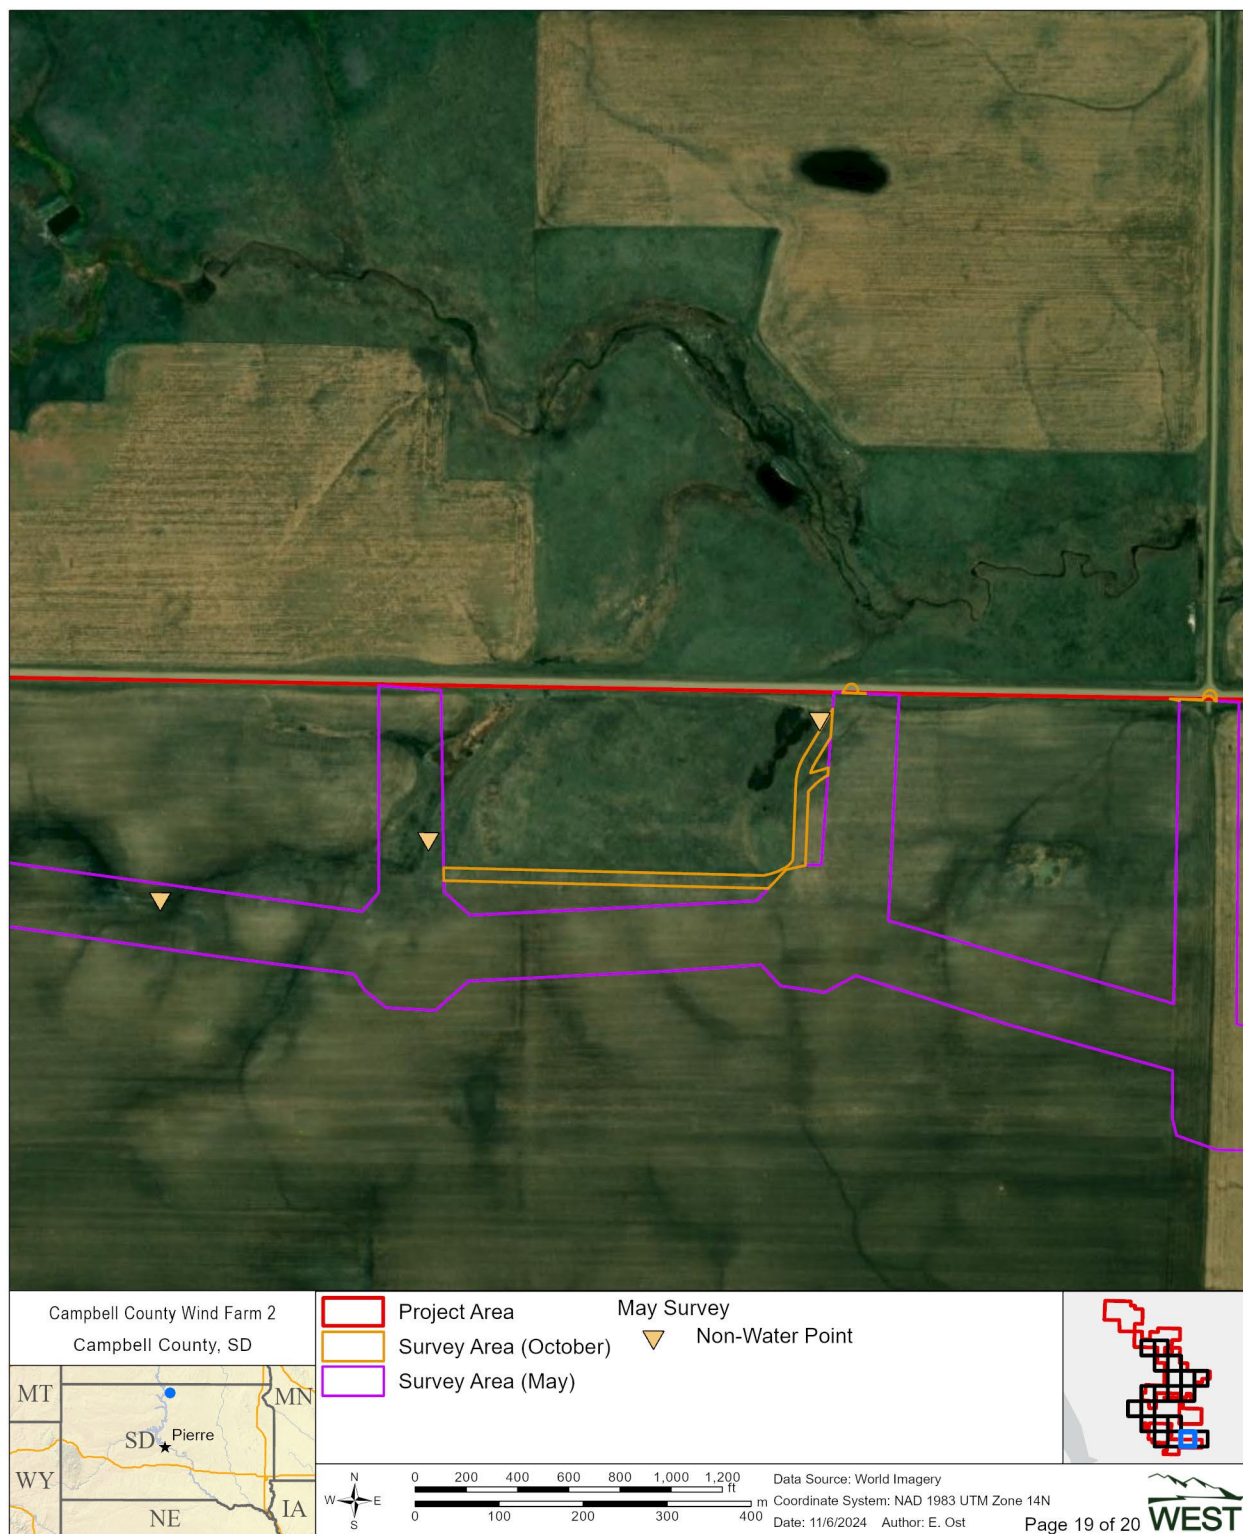 Campbell County Wind Farm 2
Campbell County, SD
MT
MN
SD
Pierre
WY
NE
IA
Project Area
Survey Area (October)
Survey Area (May)
May Survey
Non-Water Point
N
W E
S
0 200 400 600 800 1,000 1,200
ft
m
0 100 200 300 400
Data Source: World Imagery
Coordinate System: NAD 1983 UTM Zone 14N
Date: 11/6/2024 Author: E. Ost
Page 19 of 20
WEST